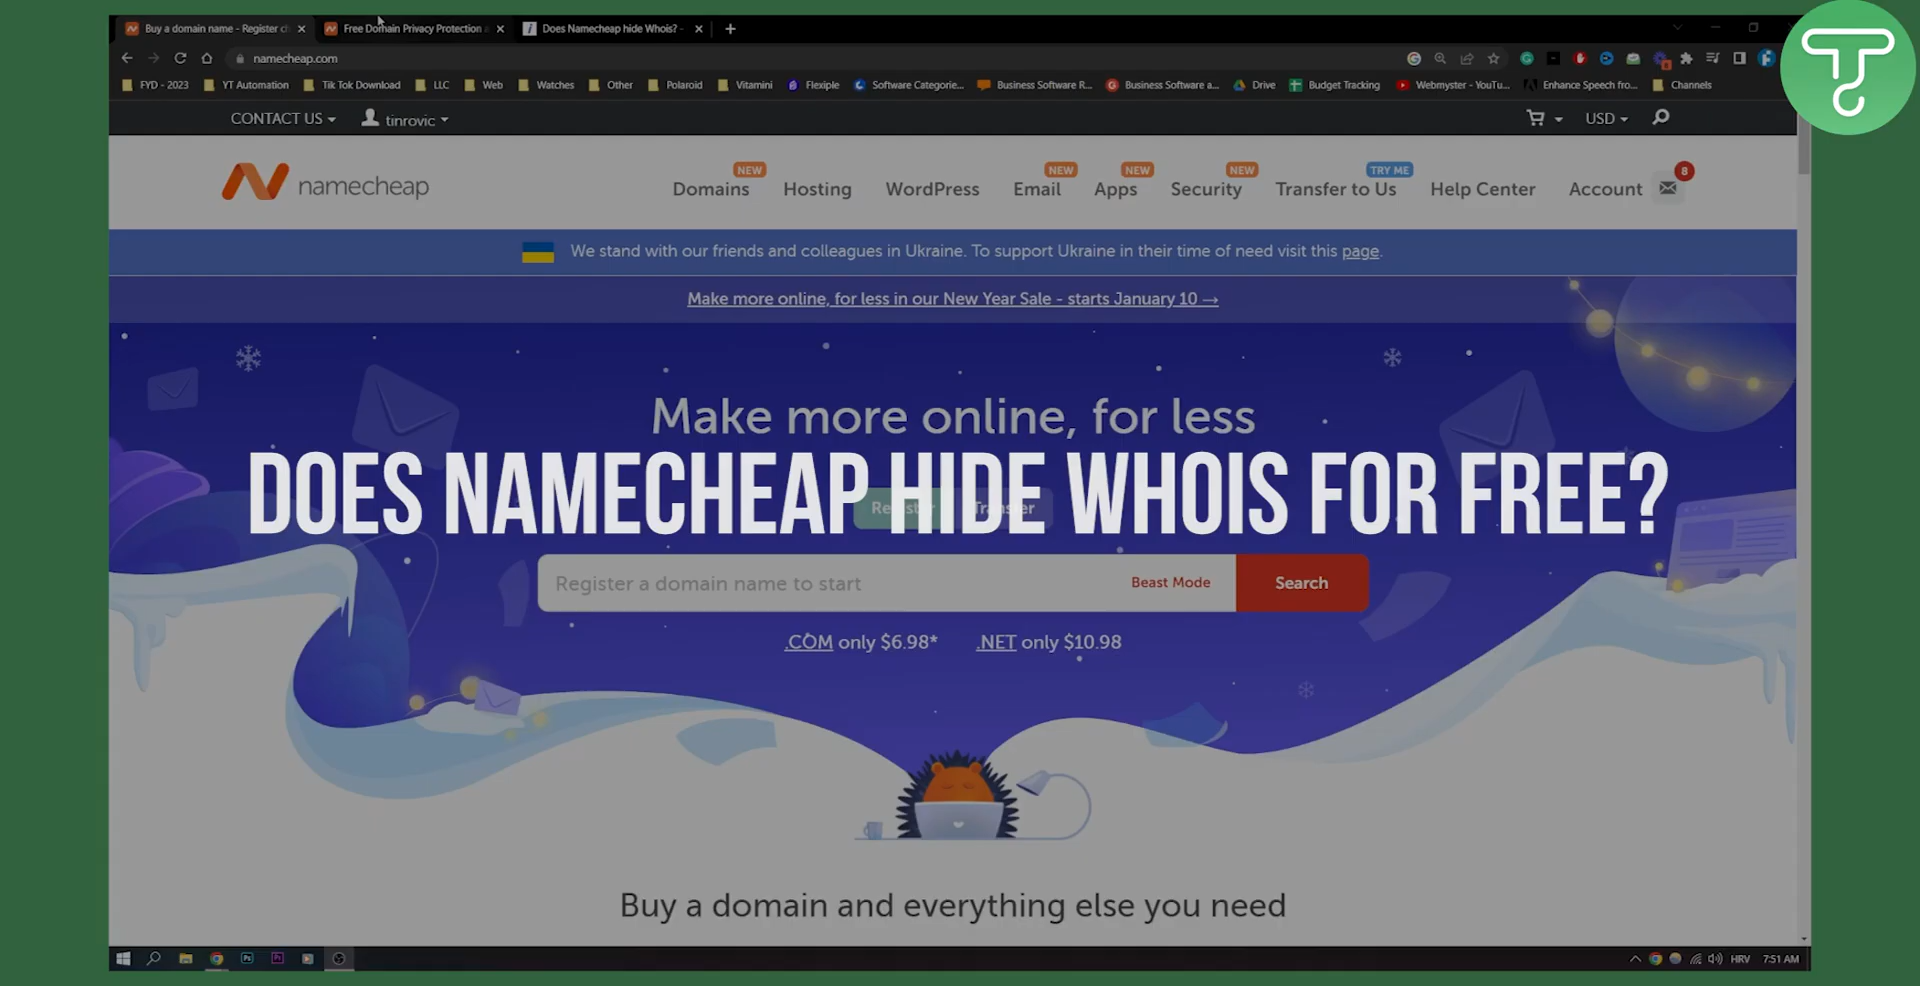 Buy a domain name - Register c
Free Domain Privacy Protection
Does Namecheap hide Whois? -
namecheap.com
FYD - 2023
YT Automation
Tik Tok Download
LLC
Web
Watches
Other
Polaroid
Vitamini
Flexiple
Software Categorie...
Business Software R...
Business Software a...
Drive
Budget Tracking
Webmyster - YouTu...
Enhance Speech fro...
Channels
CONTACT US
tinrovic
USD
namecheap
NEW
Domains
Hosting
WordPress
NEW
Email
NEW
Apps
NEW
Security
TRY ME
Transfer to Us
Help Center
Account
8
We stand with our friends and colleagues in Ukraine. To support Ukraine in their time of need visit this page.
Make more online, for less in our New Year Sale - starts January 10 →
Make more online, for less
DOES NAMECHEAP HIDE WHOIS FOR FREE?
Register a domain name to start
Beast Mode
Search
.COM only $6.98*
.NET only $10.98
Buy a domain and everything else you need
Ps
Pr
HRV
7:51 AM